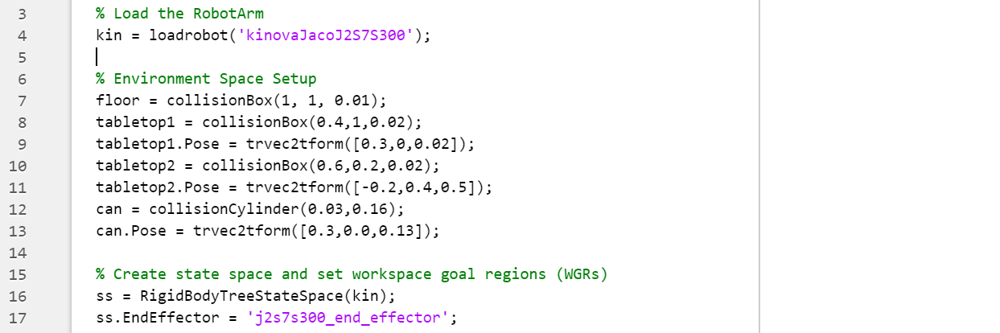 3 % Load the RobotArm
4 kin = loadrobot('kinovaJacoJ2S7S300');
5
6 % Environment Space Setup
7 floor = collisionBox(1, 1, 0.01);
8 tabletop1 = collisionBox(0.4,1,0.02);
9 tabletop1.Pose = trvec2tform([0.3,0,0.02]);
10 tabletop2 = collisionBox(0.6,0.2,0.02);
11 tabletop2.Pose = trvec2tform([-0.2,0.4,0.5]);
12 can = collisionCylinder(0.03,0.16);
13 can.Pose = trvec2tform([0.3,0.0,0.13]);
14
15 % Create state space and set workspace goal regions (WGRs)
16 ss = RigidBodyTreeStateSpace(kin);
17 ss.EndEffector = 'j2s7s300_end_effector';